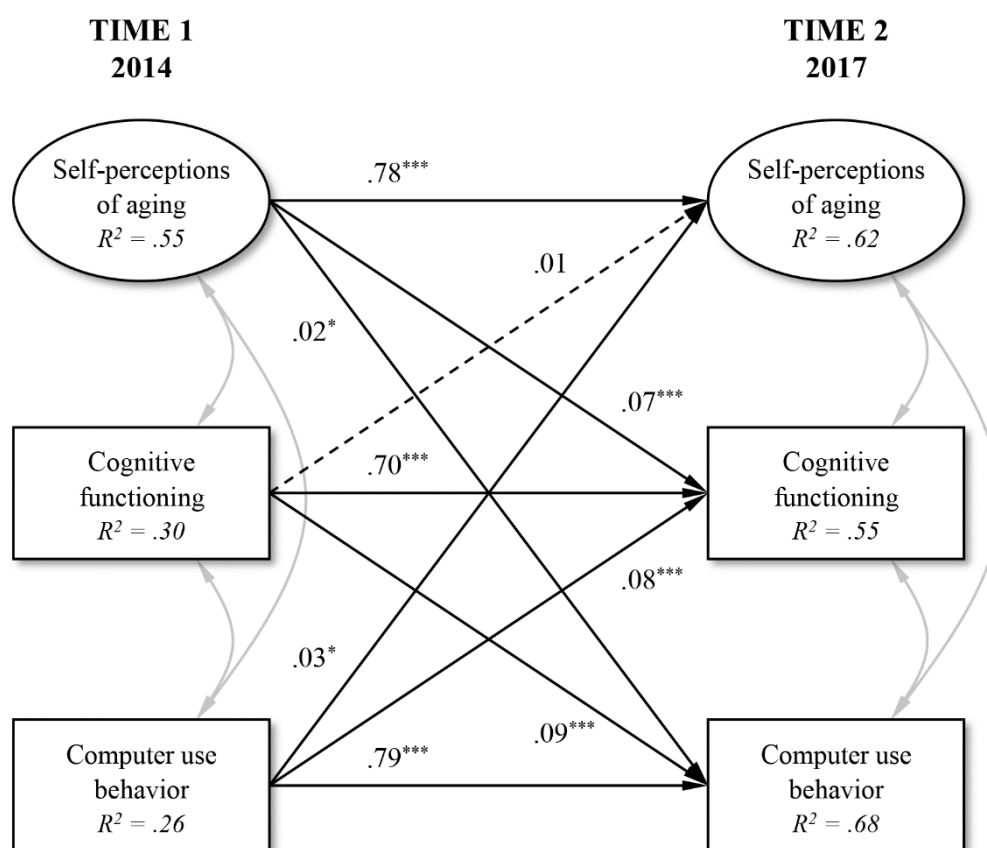 TIME 1
2014
TIME 2
2017
Self-perceptions
of aging
R² = .55
.78***
Self-perceptions
of aging
R² = .62
.01
.02*
.07***
Cognitive
functioning
R² = .30
.70***
Cognitive
functioning
R² = .55
.08***
.03*
.09***
.79***
Computer use
behavior
R² = .26
Computer use
behavior
R² = .68